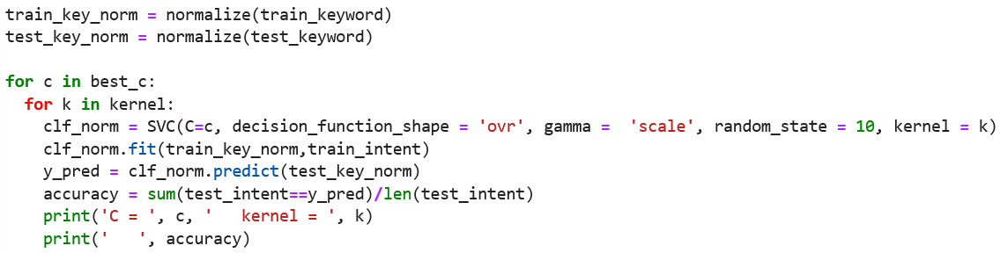 train_key_norm = normalize(train_keyword)
test_key_norm = normalize(test_keyword)

for c in best_c:
  for k in kernel:
    clf_norm = SVC(C=c, decision_function_shape = 'ovr', gamma =  'scale', random_state = 10, kernel = k)
    clf_norm.fit(train_key_norm,train_intent)
    y_pred = clf_norm.predict(test_key_norm)
    accuracy = sum(test_intent==y_pred)/len(test_intent)
    print('C = ', c, '   kernel = ', k)
    print('   ', accuracy)